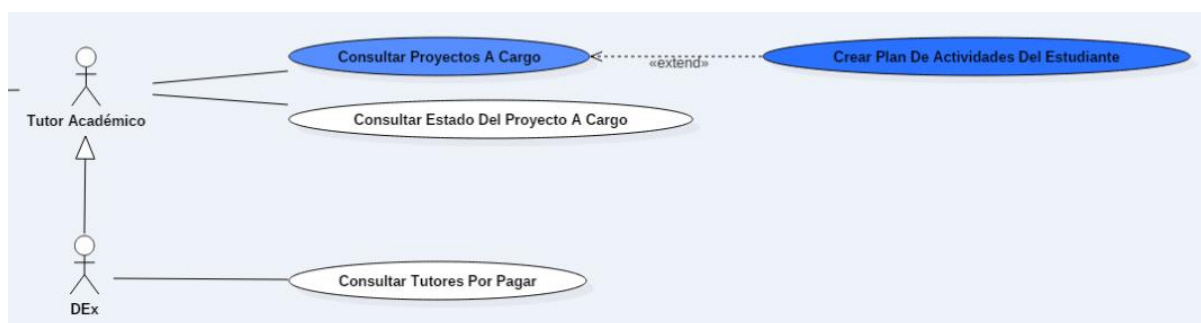 Consultar Proyectos A Cargo
«extend»
Crear Plan De Actividades Del Estudiante
Tutor Académico
Consultar Estado Del Proyecto A Cargo
Consultar Tutores Por Pagar
DEx